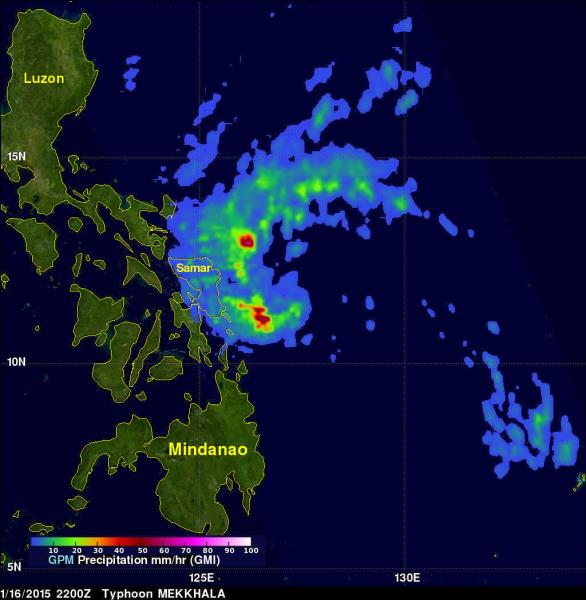 Luzon
15N
Samar
10N
Mindanao
10 20 30 40 50 60 70 80 90 100
GPM Precipitation mm/hr (GMI)
5N
125E 130E
1/16/2015 2200Z Typhoon MEKKHALA